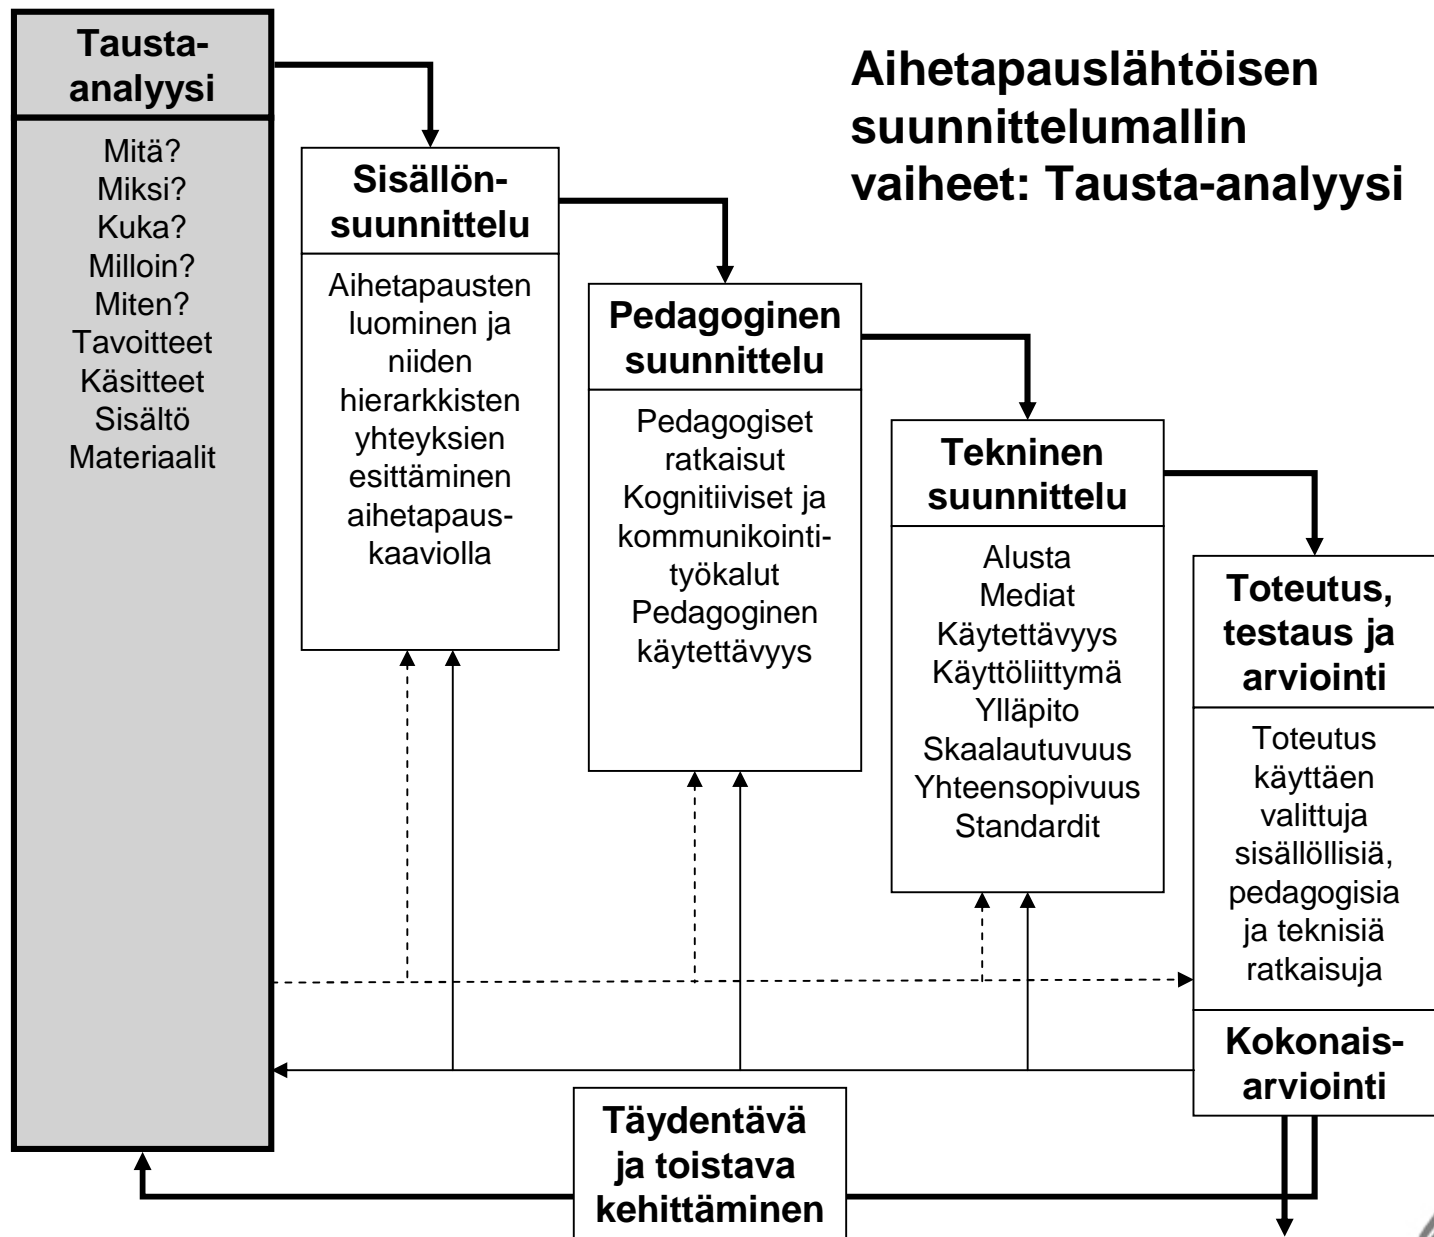 Tausta-
analyysi
Mitä?
Miksi?
Kuka?
Milloin?
Miten?
Tavoitteet
Käsitteet
Sisältö
Materiaalit
Aihetapauslähtöisen
suunnittelumallin
vaiheet: Tausta-analyysi
Sisällön-
suunnittelu
Aihetapausten
luominen ja
niiden
hierarkkisten
yhteyksien
esittäminen
aihetapaus-
kaaviolla
Pedagoginen
suunnittelu
Pedagogiset
ratkaisut
Kognitiiviset ja
kommunikointi-
työkalut
Pedagoginen
käytettävyys
Tekninen
suunnittelu
Alusta
Mediat
Käytettävyys
Käyttöliittymä
Ylläpito
Skaalautuvuus
Yhteensopivuus
Standardit
Toteutus,
testaus ja
arviointi
Toteutus
käyttäen
valittuja
sisällöllisiä,
pedagogisia
ja teknisiä
ratkaisuja
Kokonais-
arviointi
Täydentävä
ja toistava
kehittäminen